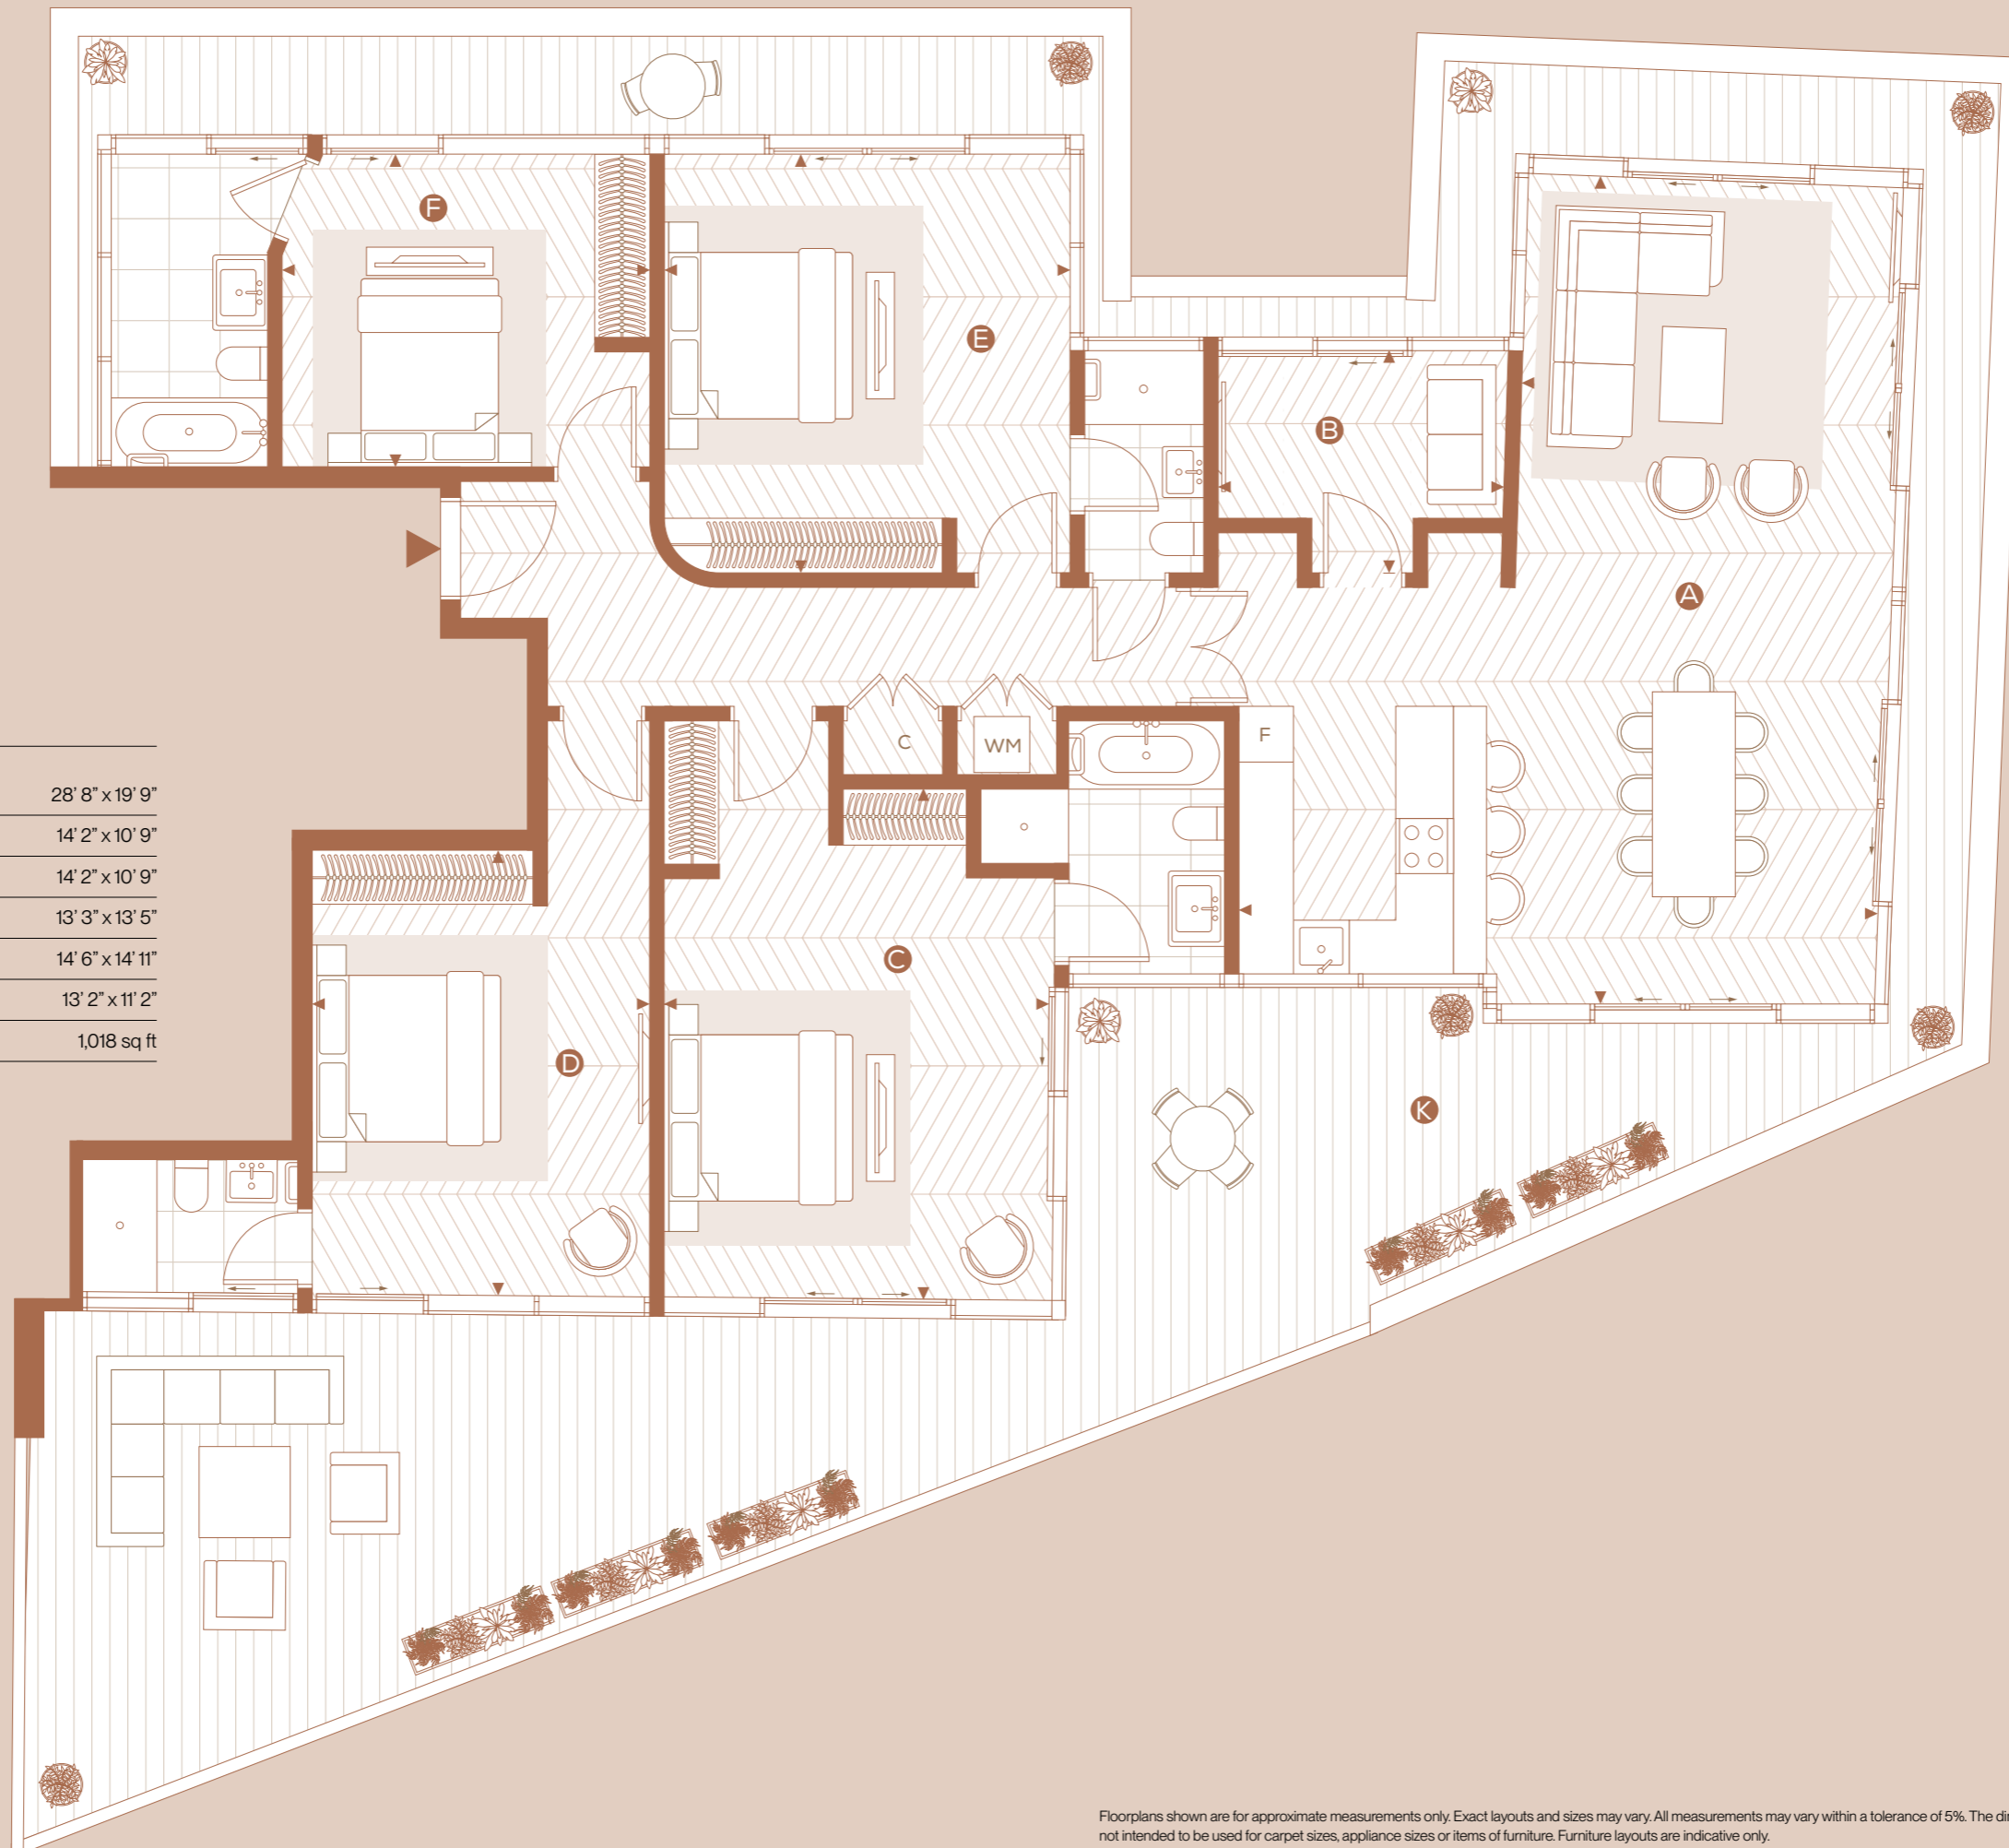 F
E
B
A
F
C
WM
28' 8" x 19' 9"
14' 2" x 10' 9"
14' 2" x 10' 9"
13' 3" x 13' 5"
14' 6" x 14' 11"
13' 2" x 11' 2"
1,018 sq ft
C
D
K
Floorplans shown are for approximate measurements only. Exact layouts and sizes may vary. All measurements may vary within a tolerance of 5%. The
not intended to be used for carpet sizes, appliance sizes or items of furniture. Furniture layouts are indicative only.